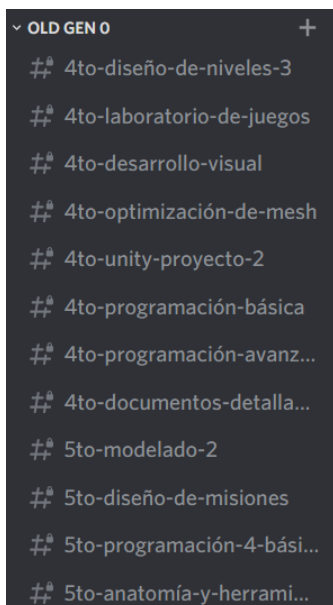 OLD GEN 0
4to-diseño-de-niveles-3
4to-laboratorio-de-juegos
4to-desarrollo-visual
4to-optimización-de-mesh
4to-unity-proyecto-2
4to-programación-básica
4to-programación-avanz...
4to-documentos-detalla...
5to-modelado-2
5to-diseño-de-misiones
5to-programación-4-bási...
5to-anatomía-y-herrami...